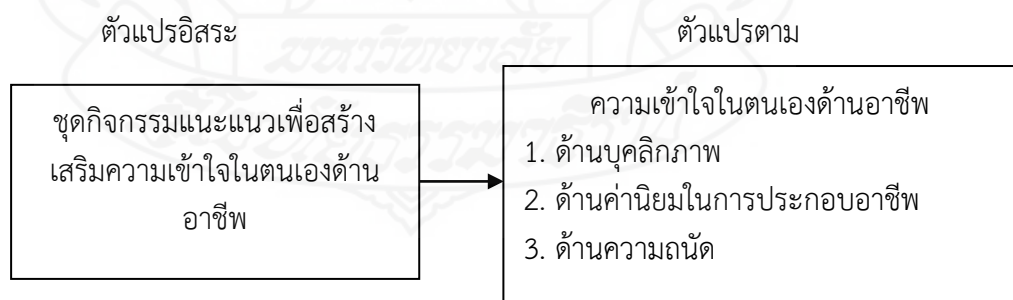 ตัวแปรอิสระ
ตัวแปรตาม
ชุดกิจกรรมแนะแนวเพื่อสร้าง
เสริมความเข้าใจในตนเองด้าน
อาชีพ
ความเข้าใจในตนเองด้านอาชีพ
1. ด้านบุคลิกภาพ
2. ด้านค่านิยมในการประกอบอาชีพ
3. ด้านความถนัด